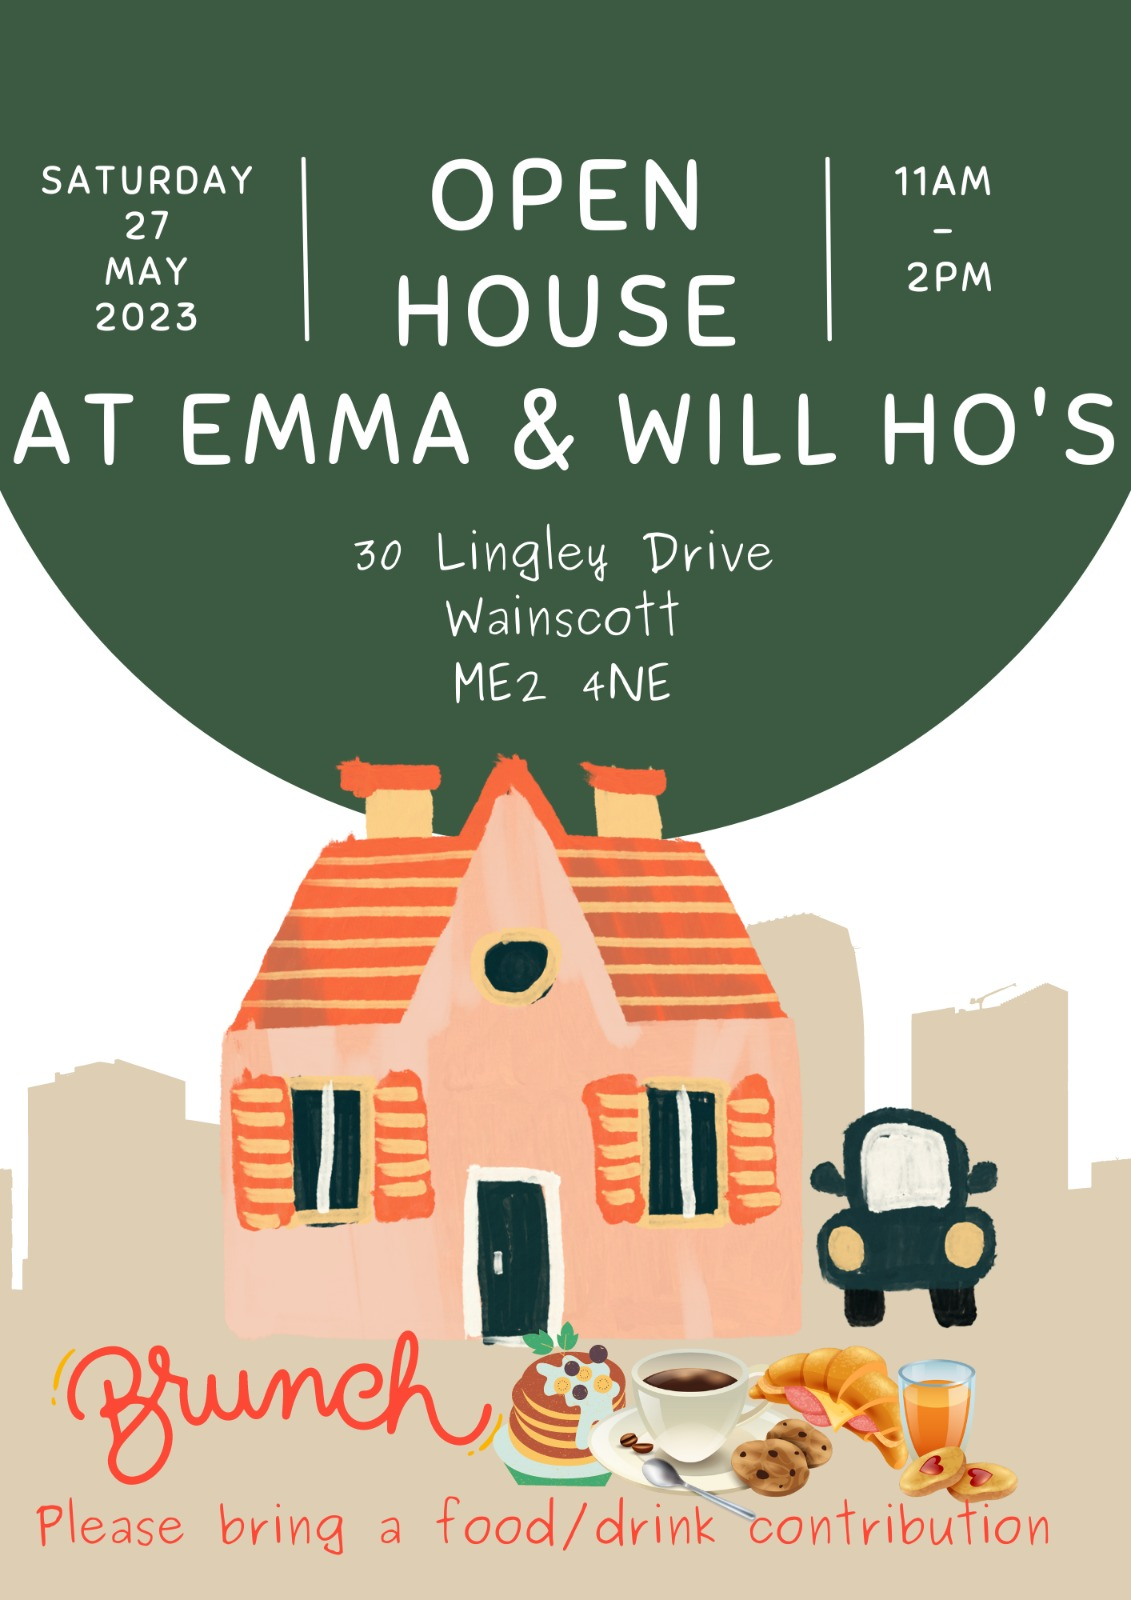 SATURDAY
27
MAY
2023
OPEN
HOUSE
11AM
-
2PM
AT EMMA & WILL HO'S
30 Lingley Drive
Wainscott
ME2 4NE
Brunch
Please bring a food/drink contribution